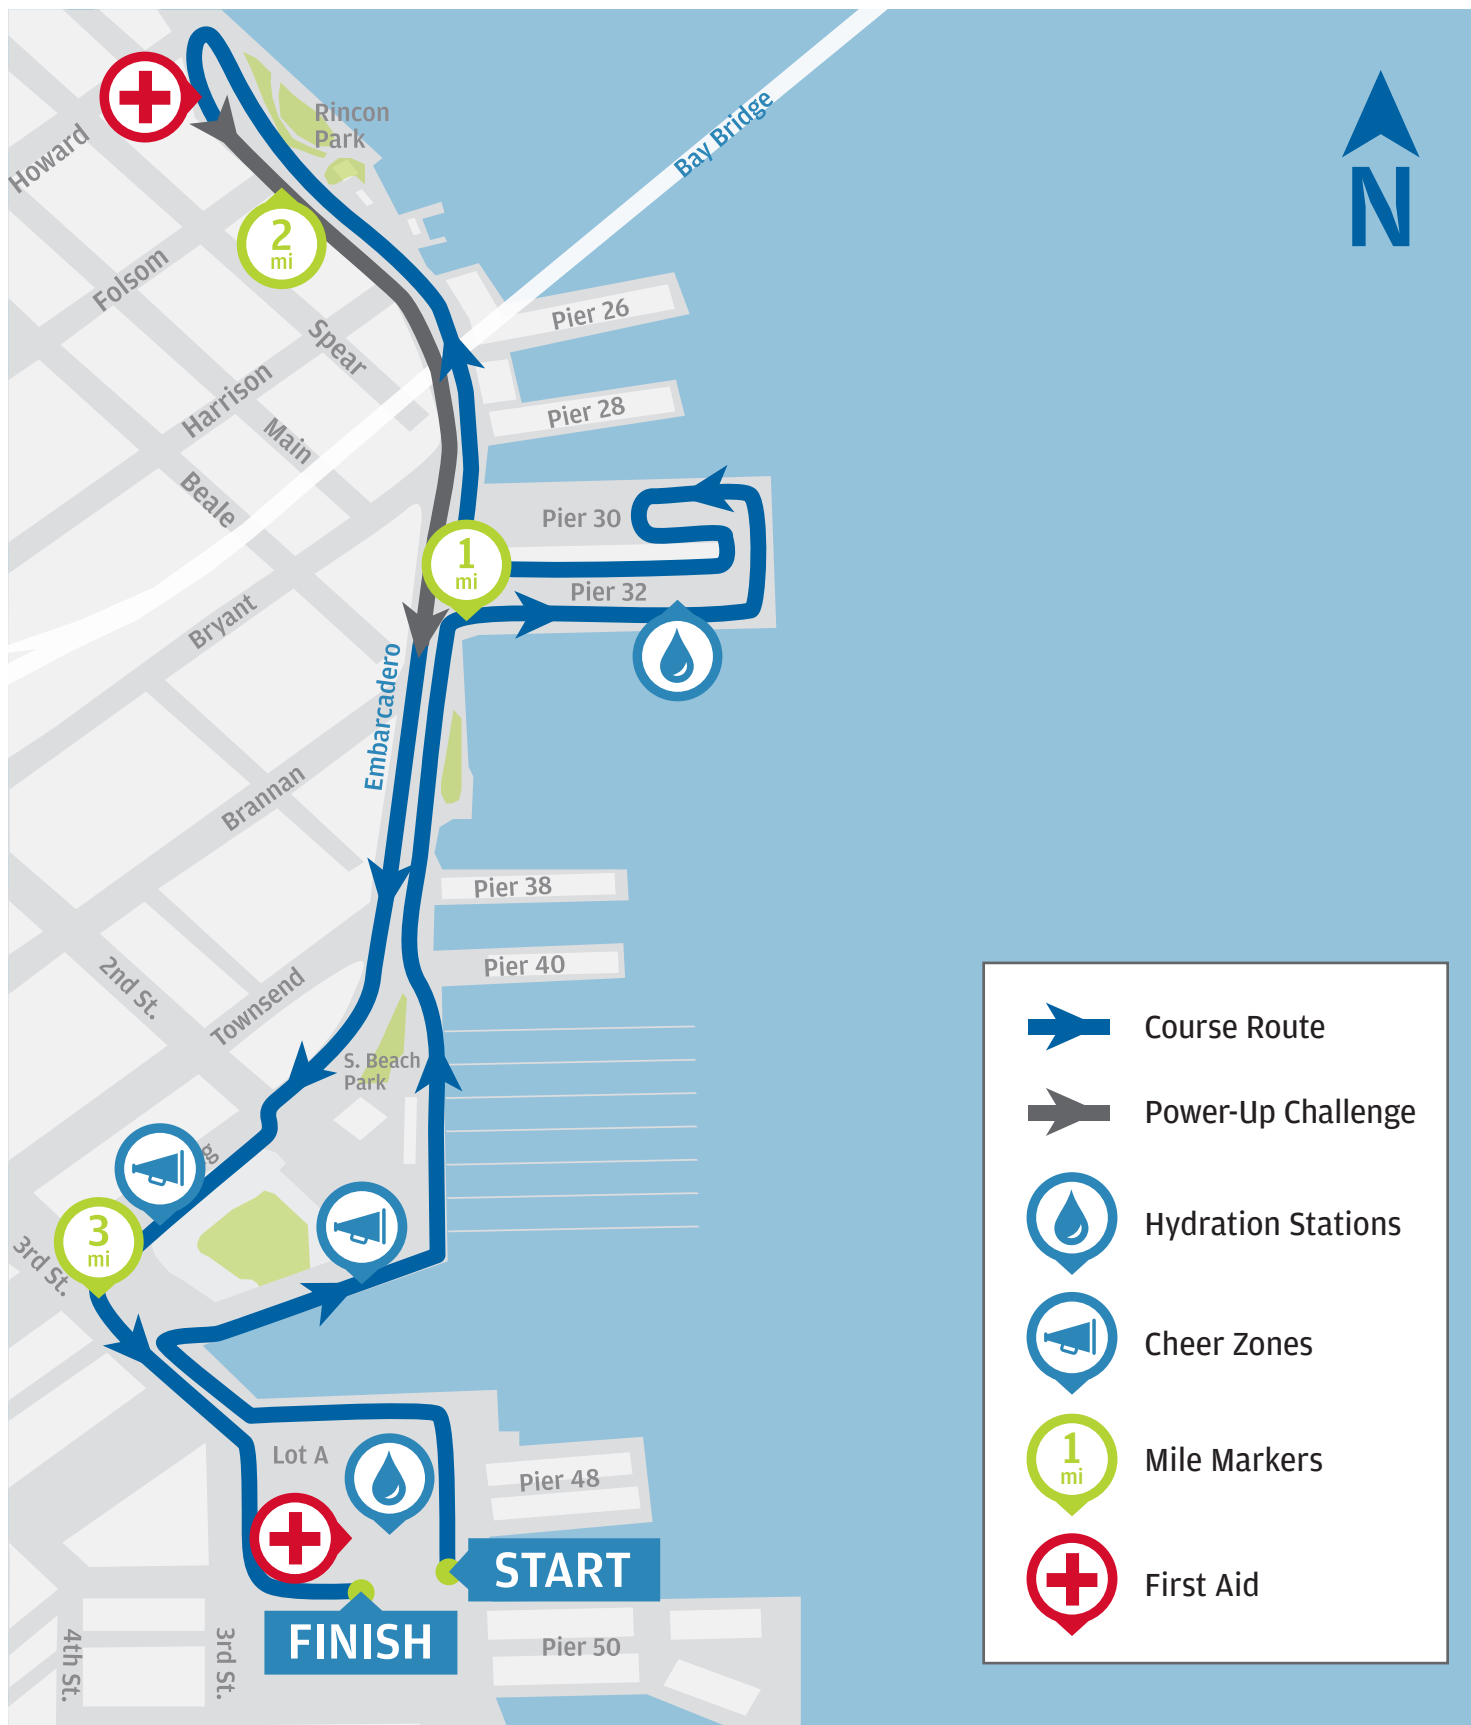 Rincon
Park
Bay Bridge
N
Howard
2
mi
Folsom
Spear
Pier 26
Harrison
Pier 28
Main
Beale
Pier 30
1
mi
Pier 32
Bryant
Embarcadero
Brannan
Pier 38
Pier 40
2nd St.
Townsend
S. Beach
Park
3
mi
3rd St.
Lot A
Pier 48
START
FINISH
Pier 50
4th St.
3rd St.
Course Route
Power-Up Challenge
Hydration Stations
Cheer Zones
1
mi
Mile Markers
First Aid